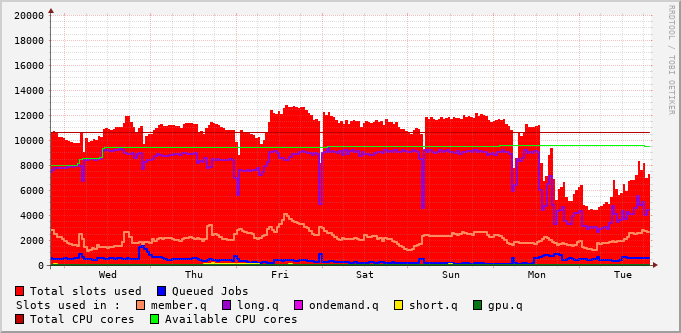 20000
18000
16000
14000
12000
10000
8000
6000
4000
2000
0
Wed Thu Fri Sat Sun Mon Tue
RRDTOOL / TOBI OETIKER
Total slots used Queued Jobs
Slots used in : member.q long.q ondemand.q short.q gpu.q
Total CPU cores Available CPU cores